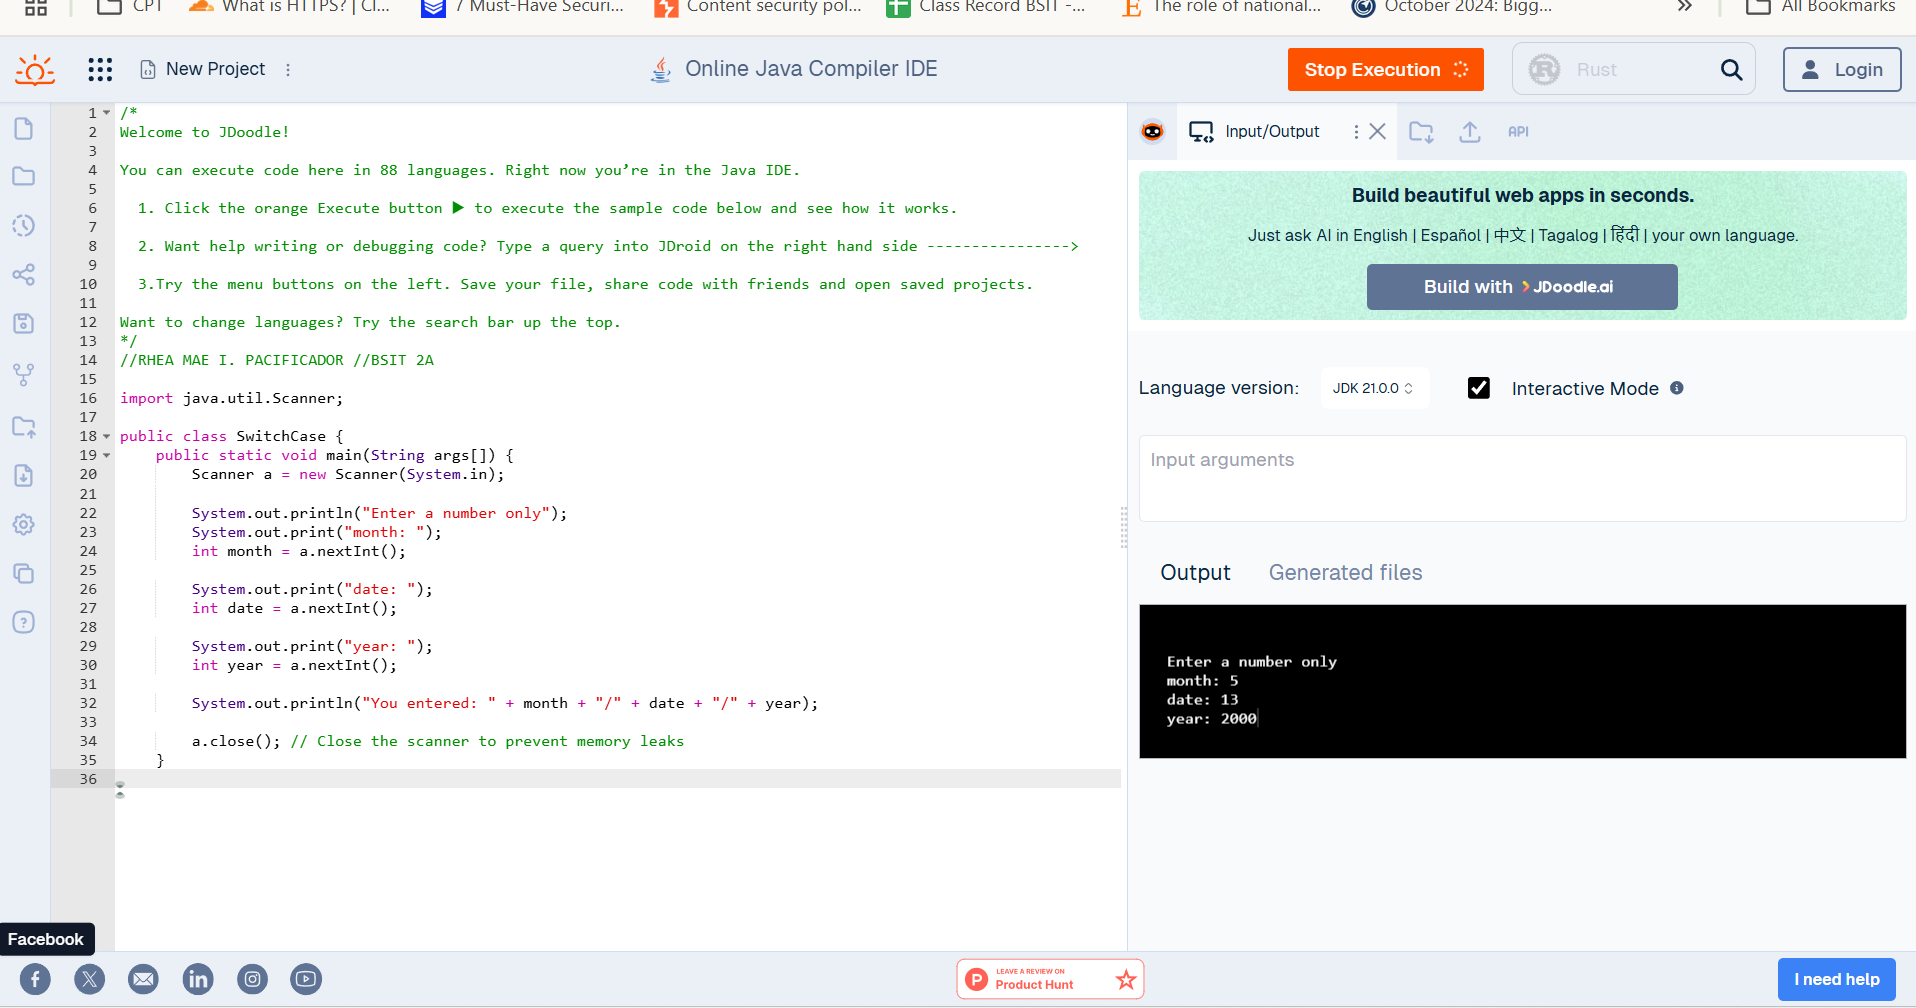 CPT
What is HTTPS? | Cl...
7 Must-Have Securi...
Content security pol...
Class Record BSIT -...
The role of national...
October 2024: Bigg...
All Bookmarks
New Project
Online Java Compiler IDE
Stop Execution
Rust
Login
1 /*
2 Welcome to JDoodle!
3
4 You can execute code here in 88 languages. Right now you’re in the Java IDE.
5
6 1. Click the orange Execute button ▶ to execute the sample code below and see how it works.
7
8 2. Want help writing or debugging code? Type a query into JDroid on the right hand side ---------------->
9
10 3.Try the menu buttons on the left. Save your file, share code with friends and open saved projects.
11
12 Want to change languages? Try the search bar up the top.
13 */
14 //RHEA MAE I. PACIFICADOR //BSIT 2A
15
16 import java.util.Scanner;
17
18 public class SwitchCase {
19 public static void main(String args[]) {
20 Scanner a = new Scanner(System.in);
21
22 System.out.println("Enter a number only");
23 System.out.print("month: ");
24 int month = a.nextInt();
25
26 System.out.print("date: ");
27 int date = a.nextInt();
28
29 System.out.print("year: ");
30 int year = a.nextInt();
31
32 System.out.println("You entered: " + month + "/" + date + "/" + year);
33
34 a.close(); // Close the scanner to prevent memory leaks
35 }
36
Input/Output
API
Build beautiful web apps in seconds.
Just ask AI in English | Español | 中文 | Tagalog | हिंदी | your own language.
Build with JDoodle.ai
Language version:
JDK 21.0.0
Interactive Mode
Input arguments
Output
Generated files
Enter a number only
month: 5
date: 13
year: 2000
Facebook
LEAVE A REVIEW ON
Product Hunt
I need help